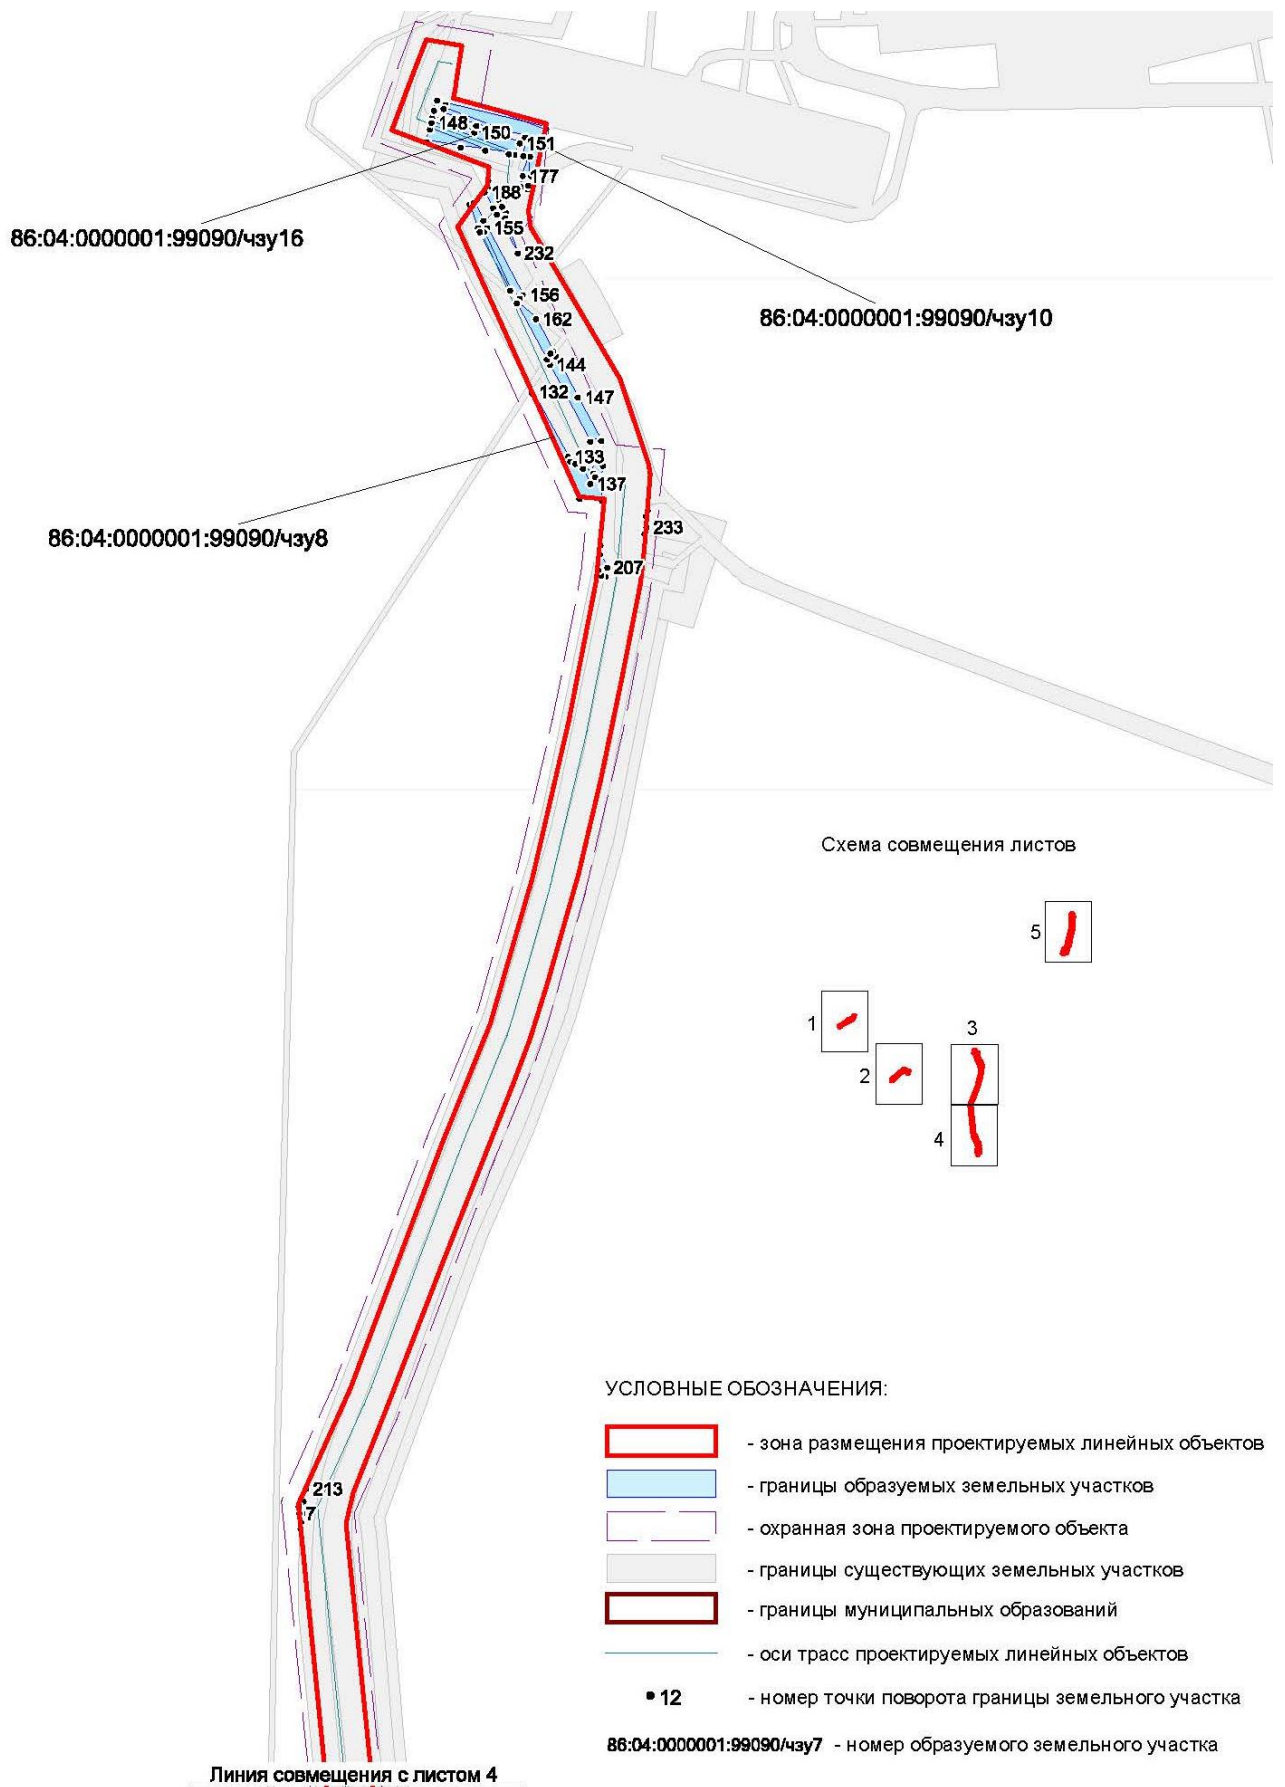 148
150
151
177
188
86:04:0000001:99090/чзу16
155
232
156
86:04:0000001:99090/чзу10
162
144
132
147
133
137
233
86:04:0000001:99090/чзу8
207
Схема совмещения листов
5
1
3
2
4
УСЛОВНЫЕ ОБОЗНАЧЕНИЯ:
- зона размещения проектируемых линейных объектов
- границы образуемых земельных участков
213
7
- охранная зона проектируемого объекта
- границы существующих земельных участков
- границы муниципальных образований
- оси трасс проектируемых линейных объектов
12 - номер точки поворота границы земельного участка
86:04:0000001:99090/чзу7 - номер образуемого земельного участка
Линия совмещения с листом 4